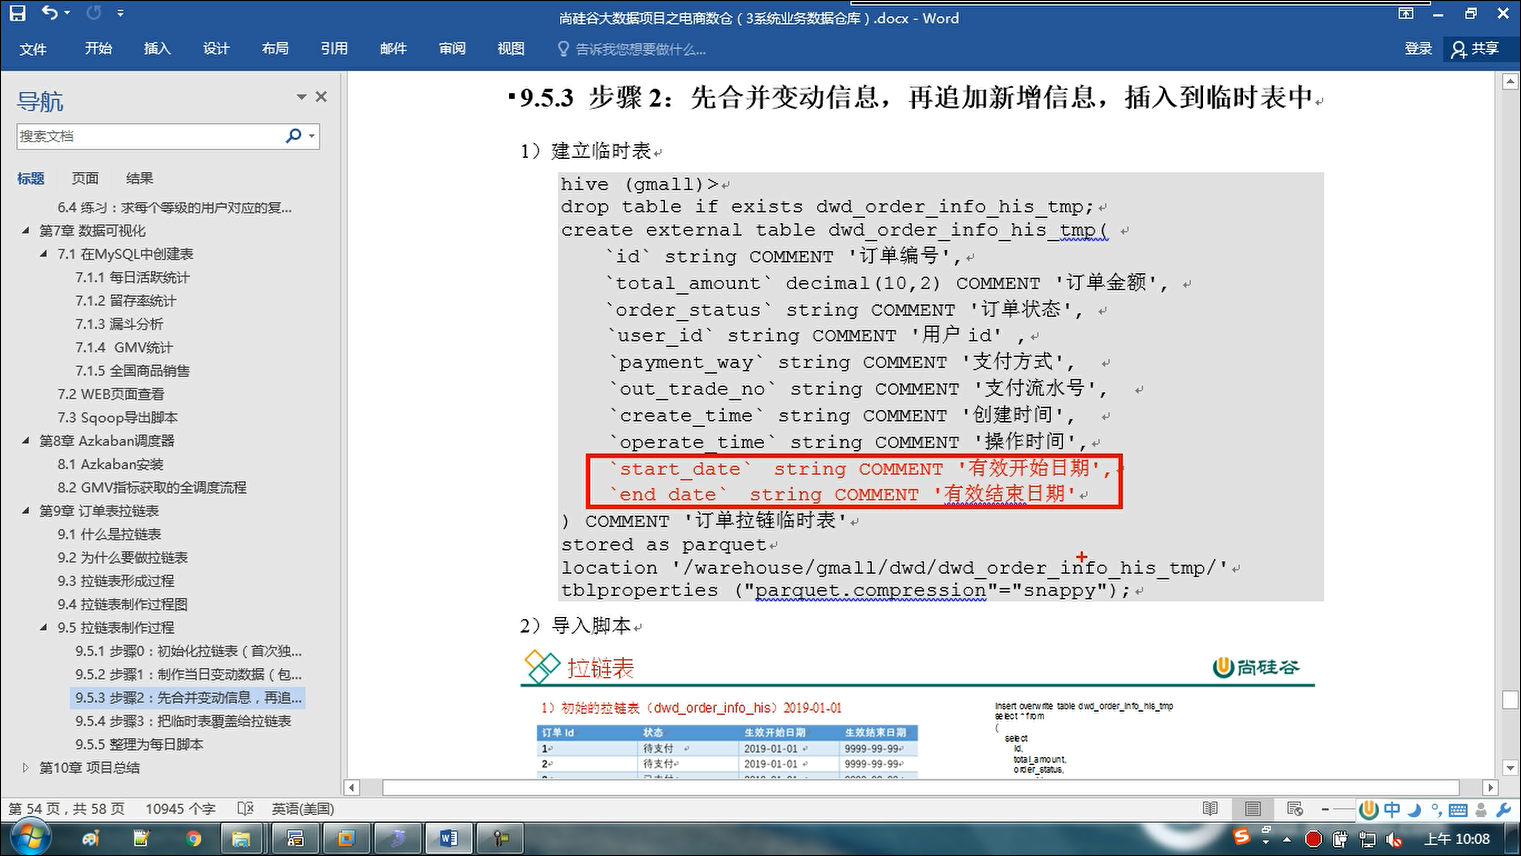 尚硅谷大数据项目之电商数仓（3系统业务数据仓库）.docx - Word
文件 开始 插入 设计 布局 引用 邮件 审阅 视图 告诉我您想要做什么... 登录 共享
导航
搜索文档
标题 页面 结果
6.4 练习：求每个等级的用户对应的复...
第7章 数据可视化
7.1 在MySQL中创建表
7.1.1 每日活跃统计
7.1.2 留存率统计
7.1.3 漏斗分析
7.1.4 GMV统计
7.1.5 全国商品销售
7.2 WEB页面查看
7.3 Sqoop导出脚本
第8章 Azkaban调度器
8.1 Azkaban安装
8.2 GMV指标获取的全调度流程
第9章 订单表拉链表
9.1 什么是拉链表
9.2 为什么要做拉链表
9.3 拉链表形成过程
9.4 拉链表制作过程图
9.5 拉链表制作过程
9.5.1 步骤0：初始化拉链表（首次独...
9.5.2 步骤1：制作当日变动数据（包...
9.5.3 步骤2：先合并变动信息，再追...
9.5.4 步骤3：把临时表覆盖给拉链表
9.5.5 整理为每日脚本
第10章 项目总结
9.5.3 步骤 2：先合并变动信息，再追加新增信息，插入到临时表中
1）建立临时表
hive (gmall)>
drop table if exists dwd_order_info_his_tmp;
create external table dwd_order_info_his_tmp(
`id` string COMMENT '订单编号',
`total_amount` decimal(10,2) COMMENT '订单金额',
`order_status` string COMMENT '订单状态',
`user_id` string COMMENT '用户 id' ,
`payment_way` string COMMENT '支付方式',
`out_trade_no` string COMMENT '支付流水号',
`create_time` string COMMENT '创建时间',
`operate_time` string COMMENT '操作时间',
`start_date` string COMMENT '有效开始日期',
`end_date` string COMMENT '有效结束日期'
) COMMENT '订单拉链临时表'
stored as parquet
location '/warehouse/gmall/dwd/dwd_order_info_his_tmp/'
tblproperties ("parquet.compression"="snappy");
2）导入脚本
拉链表
尚硅谷
1）初始的拉链表（dwd_order_info_his）2019-01-01
订单 Id 状态 生效开始日期 生效结束日期
1 待支付 2019-01-01 9999-99-99
2 待支付 2019-01-01 9999-99-99
insert overwrite table dwd_order_info_his_tmp
select * from
(
select
id,
total_amount,
order_status,
第 54 页，共 58 页 10945 个字 英语(美国)
中
上午 10:08